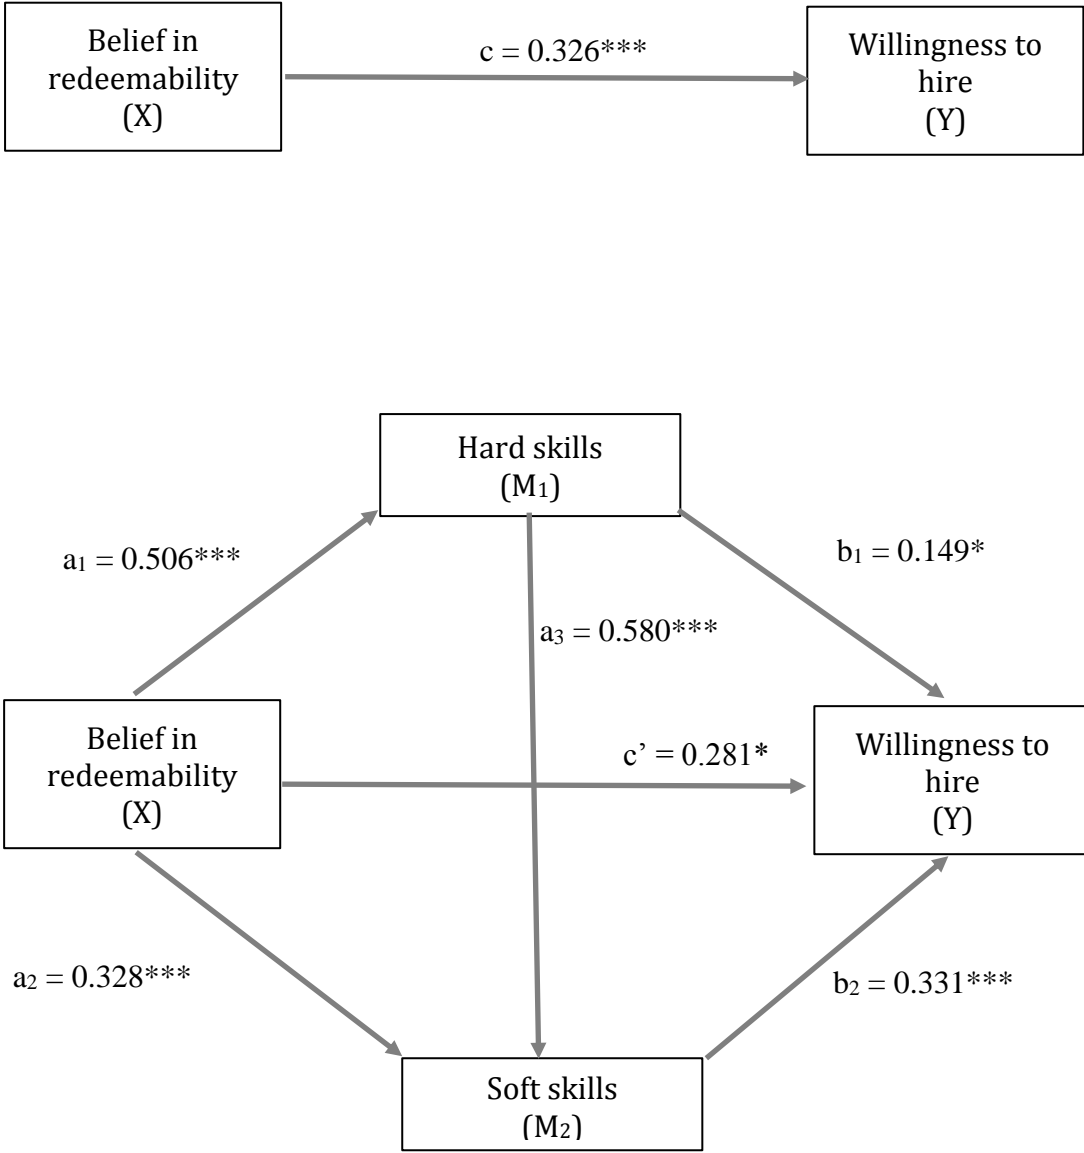 Belief in
redeemability
(X)
c = 0.326***
Willingness to
hire
(Y)
Hard skills
(M₁)
a₁ = 0.506***
b₁ = 0.149*
a₃ = 0.580***
Belief in
redeemability
(X)
c’ = 0.281*
Willingness to
hire
(Y)
a₂ = 0.328***
b₂ = 0.331***
Soft skills
(M₂)